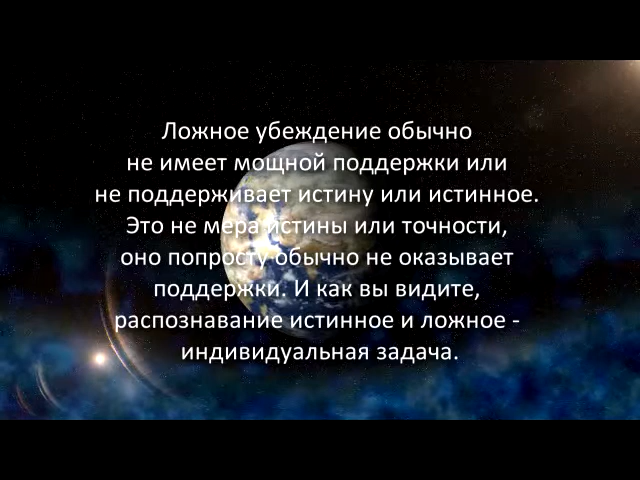 Ложное убеждение обычно
не имеет мощной поддержки или
не поддерживает истину или истинное.
Это не мера истины или точности,
оно попросту обычно не оказывает
поддержки. И как вы видите,
распознавание истинное и ложное -
индивидуальная задача.